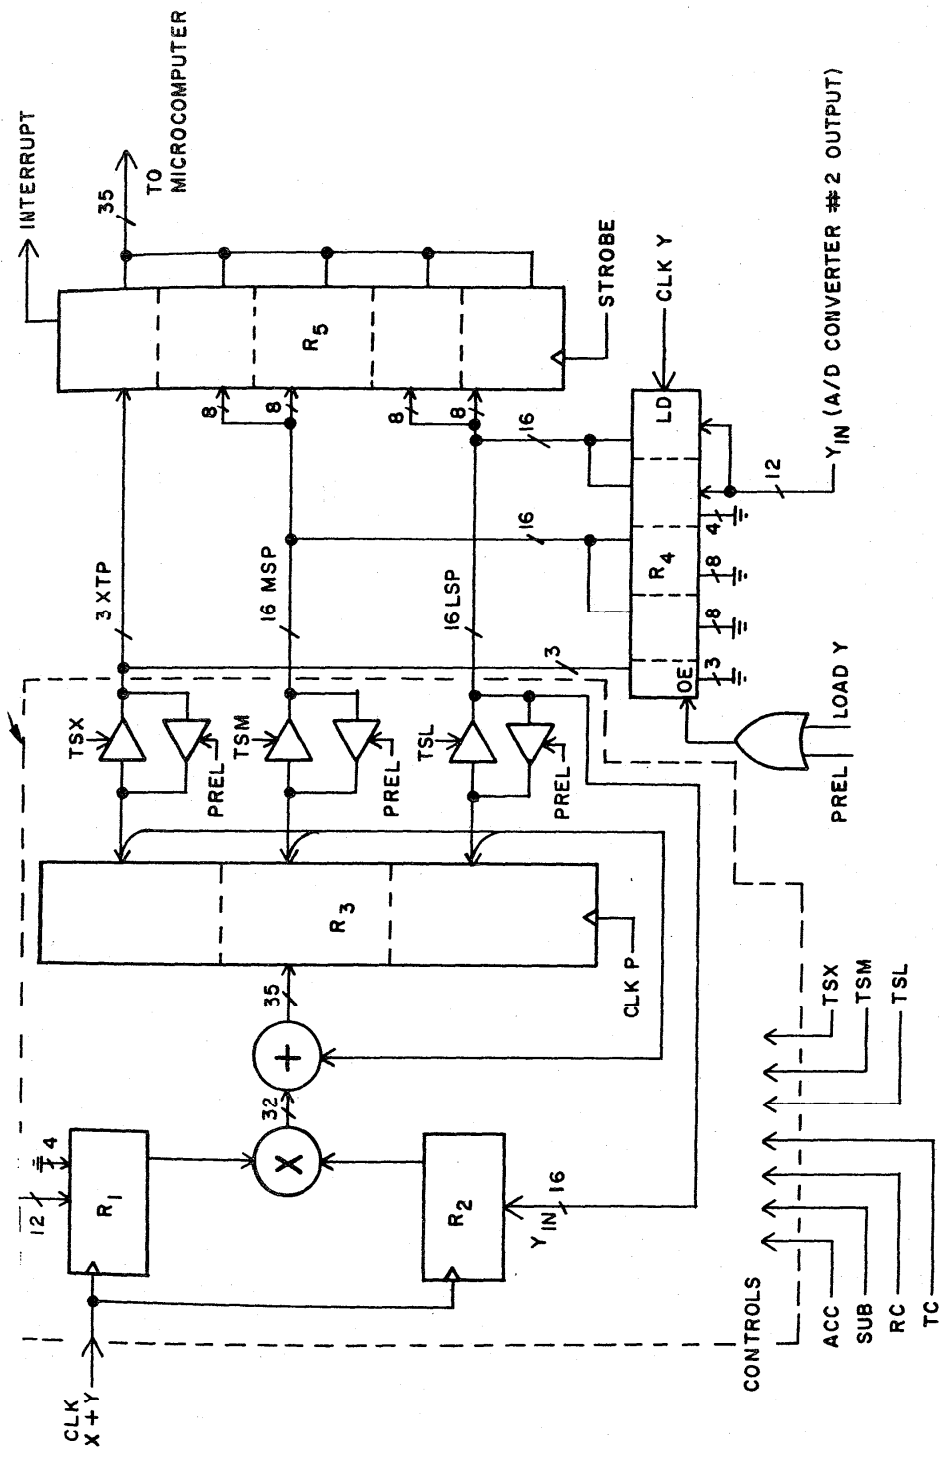 CLK
X + Y
12
4
R1
R2
X
32
+
35
YIN
16
R3
CLK P
TSX
PREL
TSM
PREL
TSL
PREL
3 XTP
16 MSP
16 LSP
3
16
16
8
8
8
8
R5
INTERRUPT
35
TO
MICROCOMPUTER
STROBE
CLK Y
LD
R4
OE
3
8
8
4
12
YIN (A/D CONVERTER #2 OUTPUT)
PREL
LOAD Y
CONTROLS
ACC
SUB
RC
TC
TSX
TSM
TSL